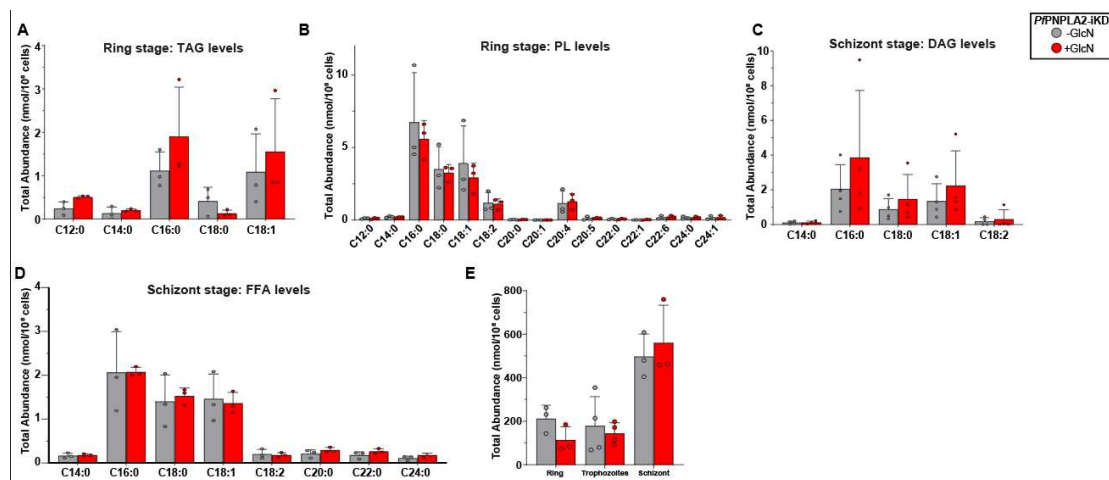 A
Ring stage: TAG levels
Total Abundance (nmol/10⁸ cells)
4
3
2
1
0
C12:0 C14:0 C16:0 C18:0 C18:1
B
Ring stage: PL levels
Total Abundance (nmol/10⁸ cells)
10
5
0
C12:0 C14:0 C16:0 C18:0 C18:1 C18:2 C20:0 C20:1 C20:4 C20:5 C22:0 C22:1 C22:6 C24:0 C24:1
C
Schizont stage: DAG levels
Total Abundance (nmol/10⁸ cells)
10
8
6
4
2
0
C14:0 C16:0 C18:0 C18:1 C18:2
PfPNPLA2-iKD
-GlcN
+GlcN
D
Schizont stage: FFA levels
Total Abundance (nmol/10⁸ cells)
4
3
2
1
0
C14:0 C16:0 C18:0 C18:1 C18:2 C20:0 C22:0 C24:0
E
Total Abundance (nmol/10⁸ cells)
800
600
400
200
0
Ring Trophozoites Schizont